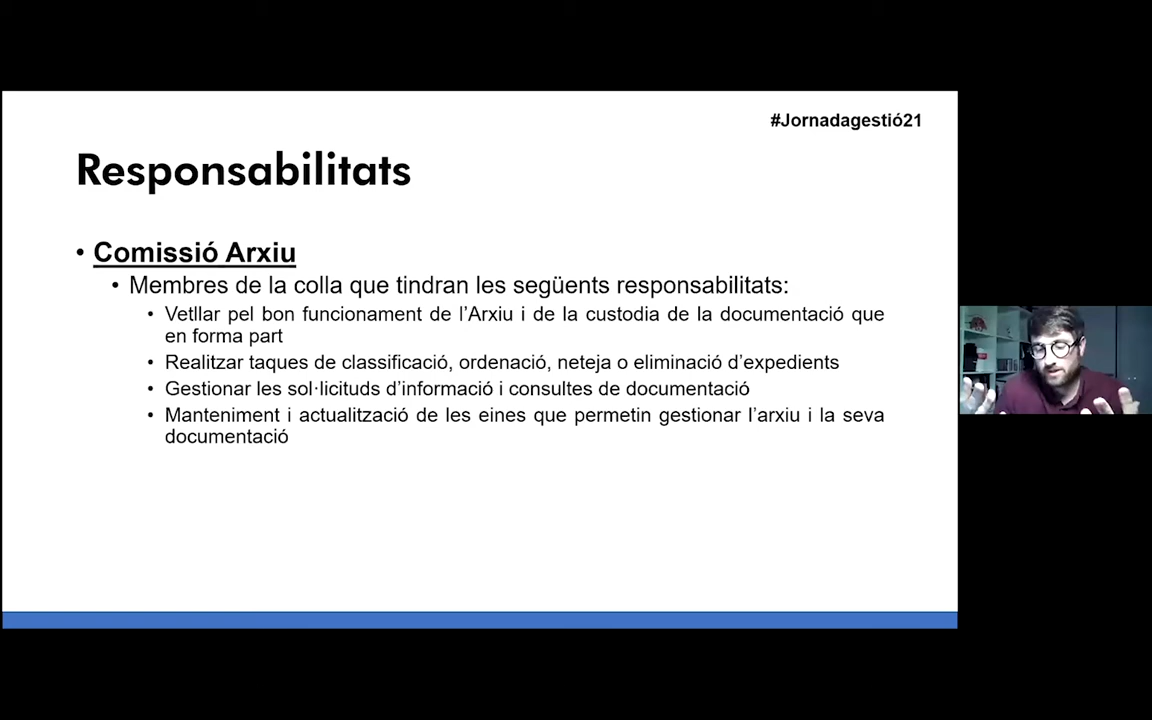 #Jornadagestió21
Responsabilitats
• Comissió Arxiu
• Membres de la colla que tindran les següents responsabilitats:
• Vetllar pel bon funcionament de l’Arxiu i de la custodia de la documentació que
en forma part
• Realitzar taques de classificació, ordenació, neteja o eliminació d’expedients
• Gestionar les sol·licituds d’informació i consultes de documentació
• Manteniment i actualització de les eines que permetin gestionar l’arxiu i la seva
documentació